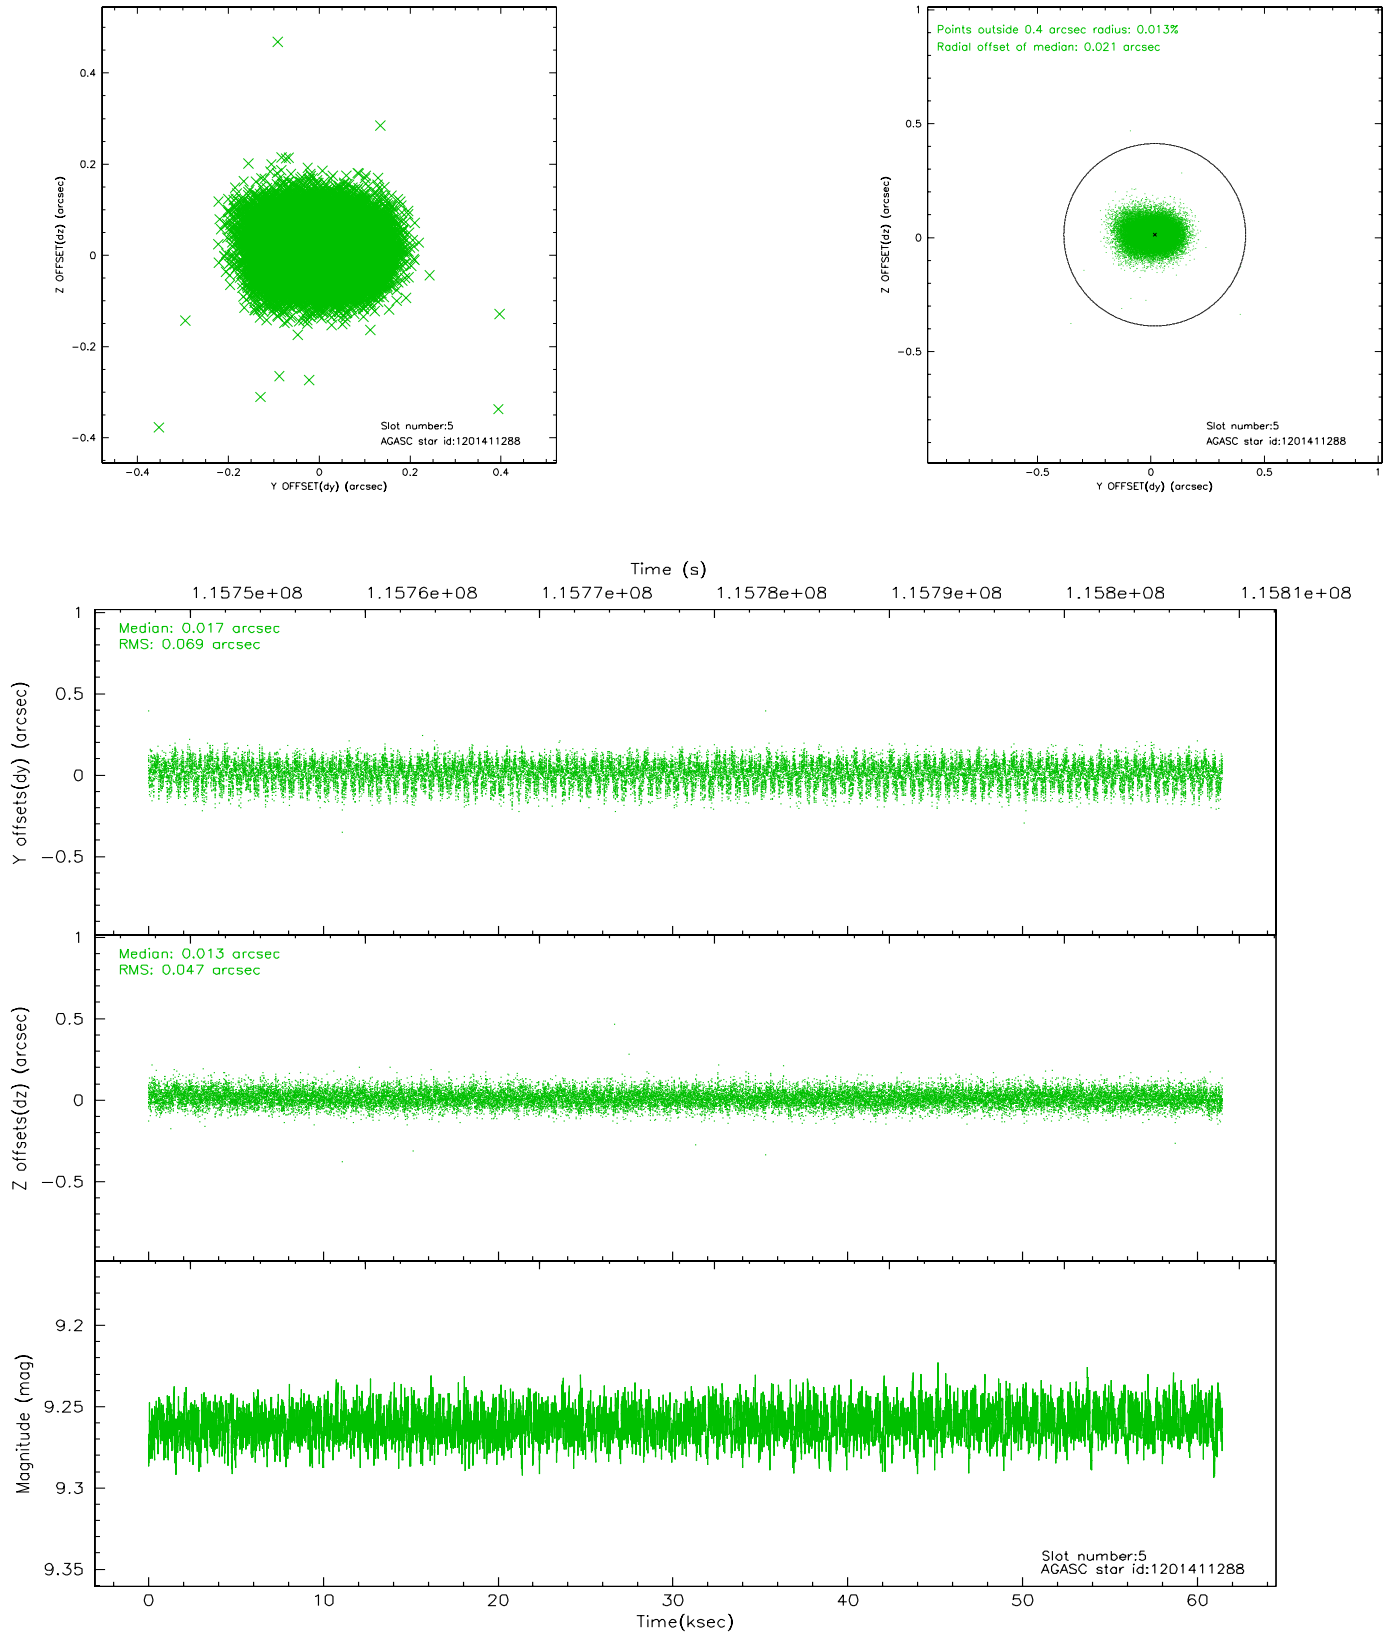 0.4
0.2
0
−0.2
−0.4
Z OFFSET(dz) (arcsec)
Slot number:5
AGASC star id:1201411288
−0.4 −0.2 0 0.2 0.4
Y OFFSET(dy) (arcsec)
1
0.5
0
−0.5
Z OFFSET(dz) (arcsec)
Points outside 0.4 arcsec radius: 0.013%
Radial offset of median: 0.021 arcsec
Slot number:5
AGASC star id:1201411288
−0.5 0 0.5 1
Y OFFSET(dy) (arcsec)
Time (s)
1.1575e+08 1.1576e+08 1.1577e+08 1.1578e+08 1.1579e+08 1.158e+08 1.1581e+08
Median: 0.017 arcsec
RMS: 0.069 arcsec
1
0.5
0
−0.5
Y offsets(dy) (arcsec)
Median: 0.013 arcsec
RMS: 0.047 arcsec
1
0.5
0
−0.5
Z offsets(dz) (arcsec)
9.2
9.25
9.3
9.35
Magnitude (mag)
Slot number:5
AGASC star id:1201411288
0 10 20 30 40 50 60
Time(ksec)